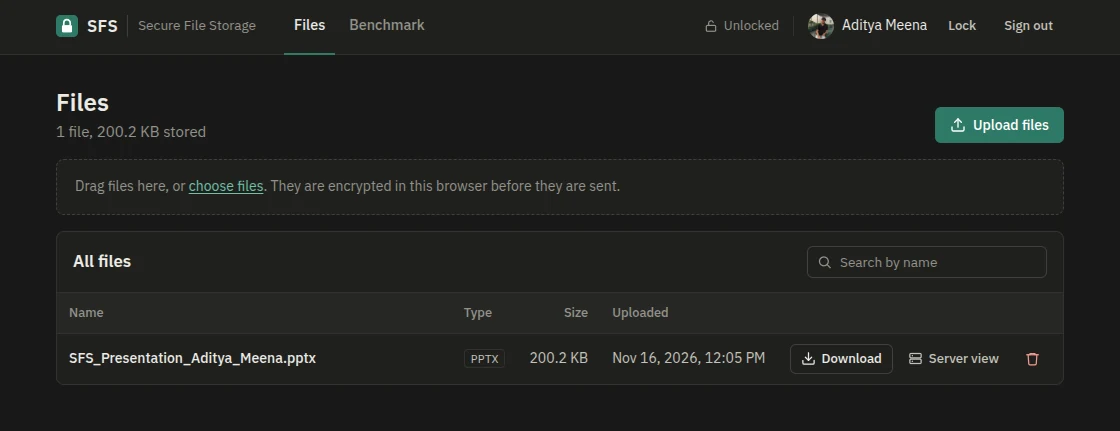 SFS Secure File Storage Files Benchmark Unlocked Aditya Meena Lock Sign out
Files
1 file, 200.2 KB stored
Upload files
Drag files here, or choose files. They are encrypted in this browser before they are sent.
All files
Search by name
Name Type Size Uploaded
SFS_Presentation_Aditya_Meena.pptx PPTX 200.2 KB Nov 16, 2026, 12:05 PM Download Server view